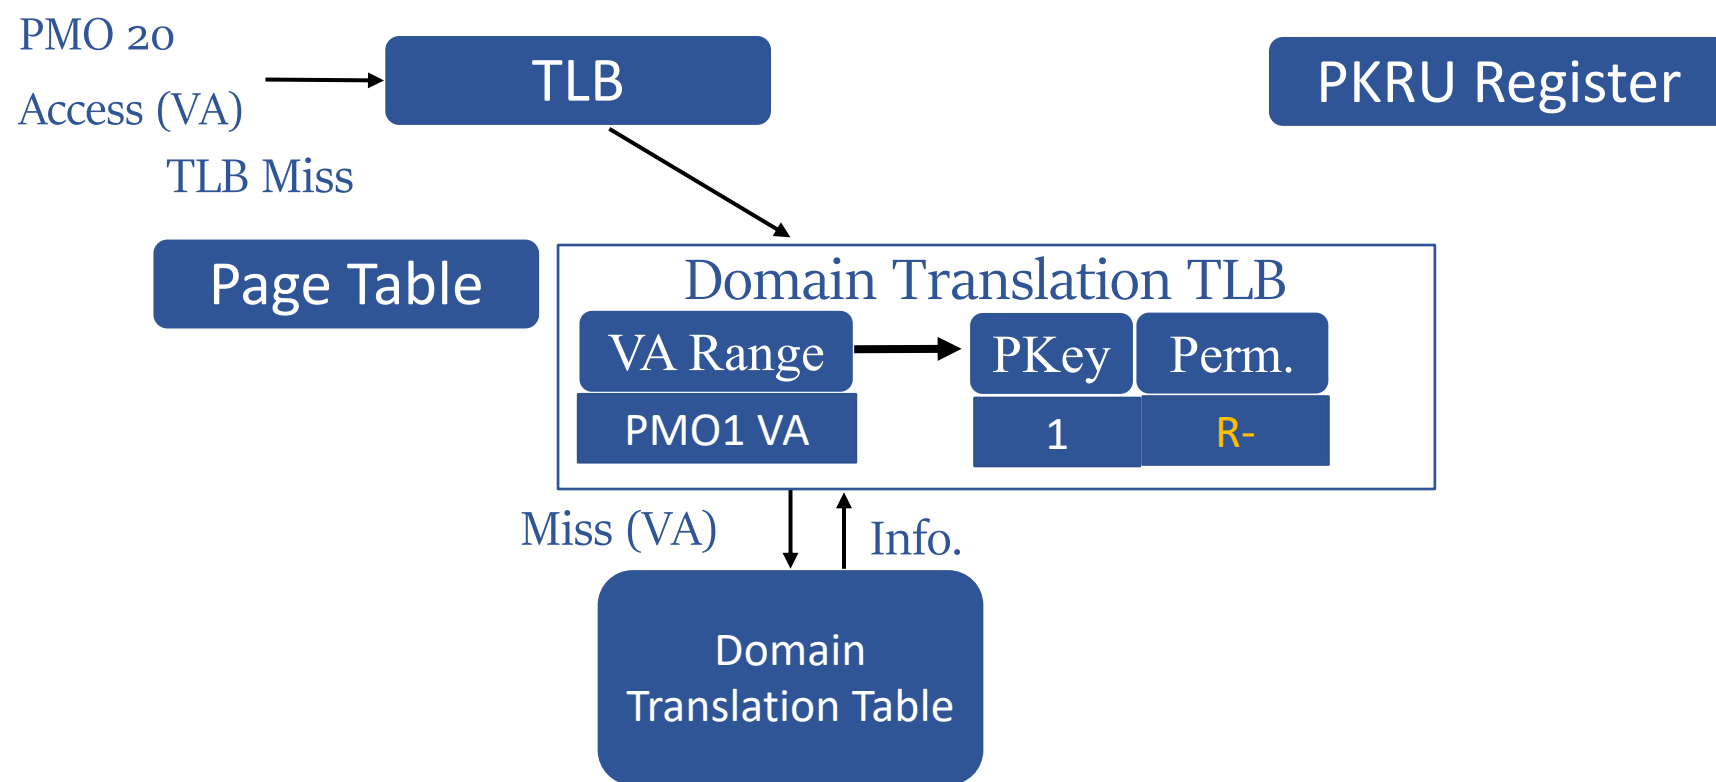 PMO 20
Access (VA)
TLB
PKRU Register
TLB Miss
Page Table
Domain Translation TLB
VA Range
PKey
Perm.
PMO1 VA
1
R-
Miss (VA)
Info.
Domain
Translation Table